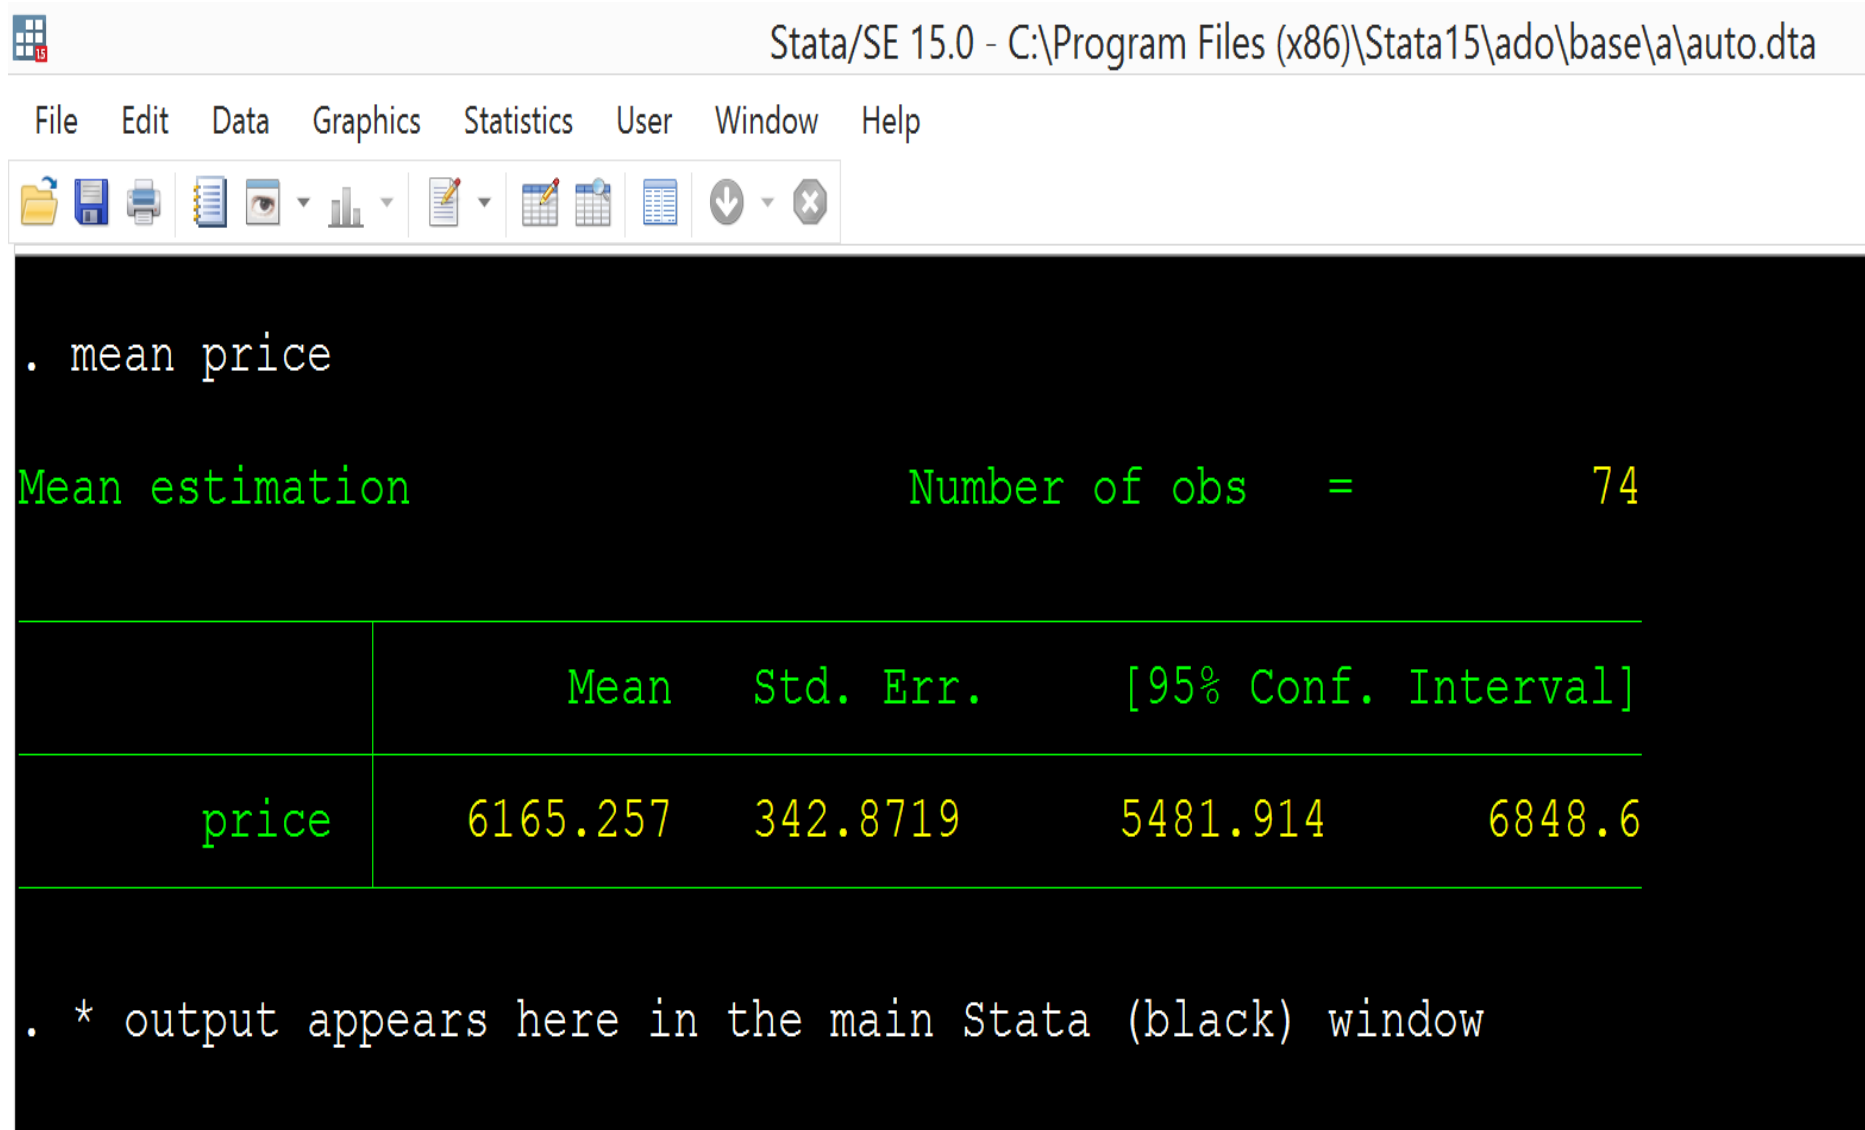 Stata/SE 15.0 - C:\Program Files (x86)\Stata15\ado\base\a\auto.dta
File Edit Data Graphics Statistics User Window Help
. mean price
Mean estimation Number of obs = 74
Mean Std. Err. [95% Conf. Interval]
price 6165.257 342.8719 5481.914 6848.6
. * output appears here in the main Stata (black) window